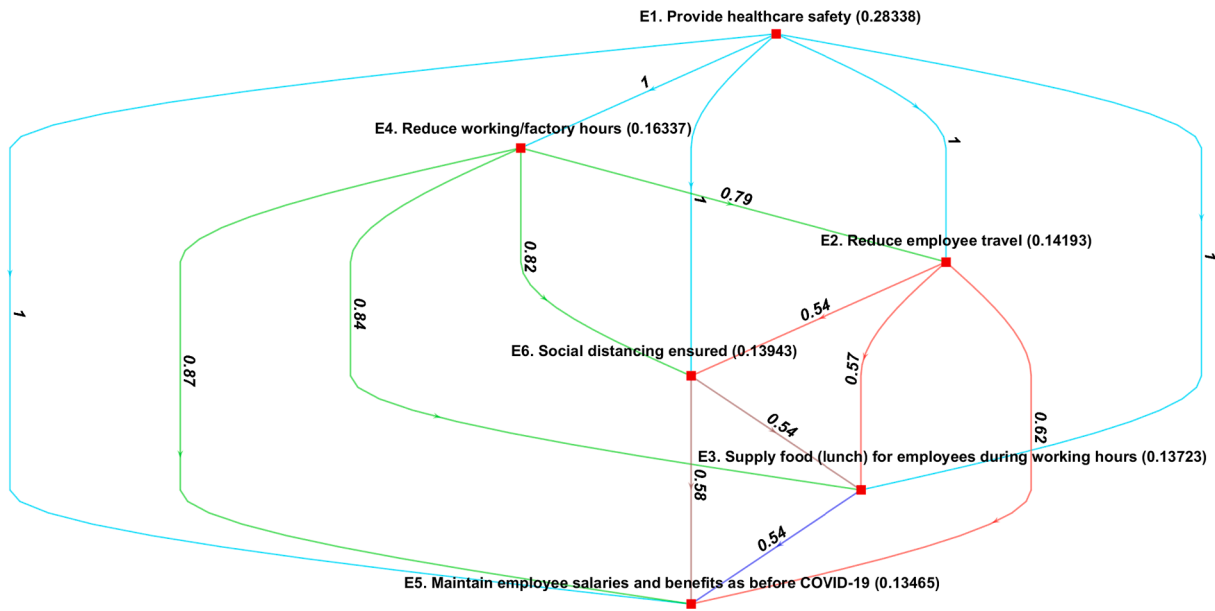 E1. Provide healthcare safety (0.28338)
1
E4. Reduce working/factory hours (0.16337)
1
0.79
1
E2. Reduce employee travel (0.14193)
0.82
1
0.54
0.84
1
E6. Social distancing ensured (0.13943)
0.57
0.87
0.54
0.62
E3. Supply food (lunch) for employees during working hours (0.13723)
0.58
0.54
E5. Maintain employee salaries and benefits as before COVID-19 (0.13465)